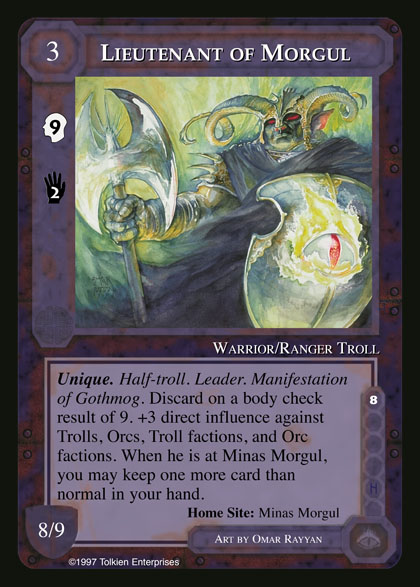 3
LIEUTENANT OF MORGUL
9
2
WARRIOR/RANGER TROLL
Unique. Half-troll. Leader. Manifestation
of Gothmog. Discard on a body check
result of 9. +3 direct influence against
Trolls, Orcs, Troll factions, and Orc
factions. When he is at Minas Morgul,
you may keep one more card than
normal in your hand.
8
H
Home Site: Minas Morgul
8/9
ART BY OMAR RAYYAN
©1997 Tolkien Enterprises